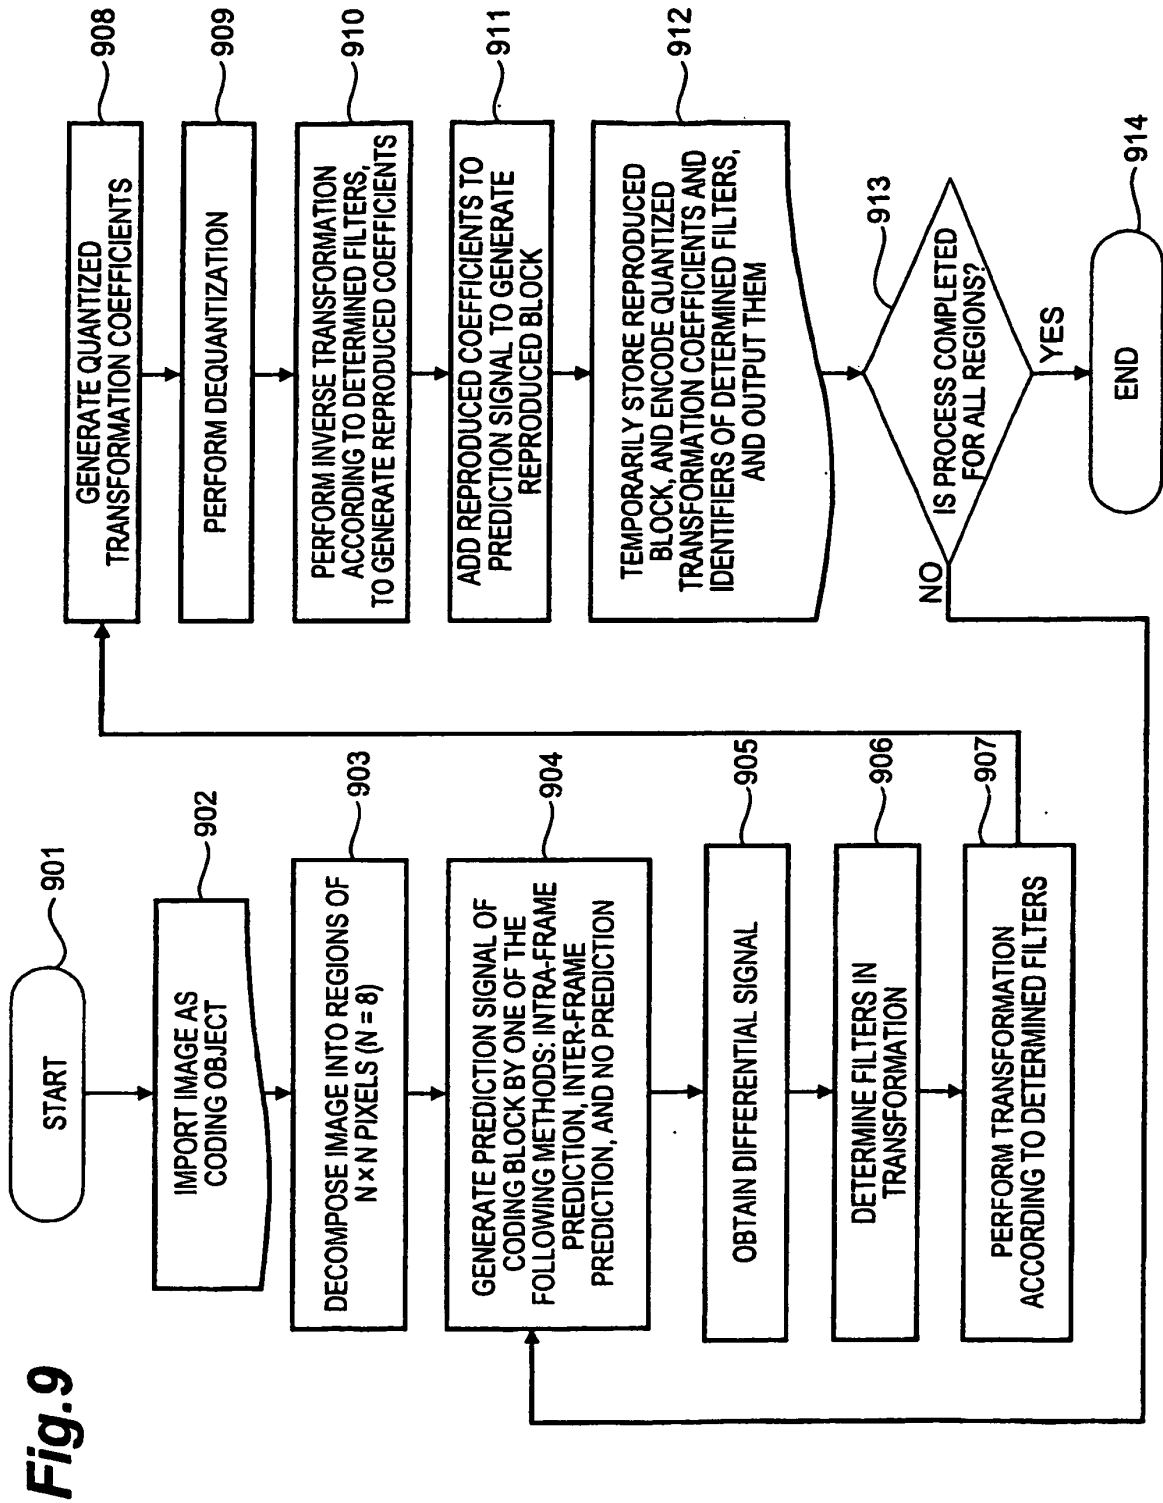 Fig.9
START
901
IMPORT IMAGE AS
CODING OBJECT
902
DECOMPOSE IMAGE INTO REGIONS OF
N × N PIXELS (N = 8)
903
GENERATE PREDICTION SIGNAL OF
CODING BLOCK BY ONE OF THE
FOLLOWING METHODS: INTRA-FRAME
PREDICTION, INTER-FRAME
PREDICTION, AND NO PREDICTION
904
OBTAIN DIFFERENTIAL SIGNAL
905
DETERMINE FILTERS IN
TRANSFORMATION
906
PERFORM TRANSFORMATION
ACCORDING TO DETERMINED FILTERS
907
GENERATE QUANTIZED
TRANSFORMATION COEFFICIENTS
908
PERFORM DEQUANTIZATION
909
PERFORM INVERSE TRANSFORMATION
ACCORDING TO DETERMINED FILTERS,
TO GENERATE REPRODUCED COEFFICIENTS
910
ADD REPRODUCED COEFFICIENTS TO
PREDICTION SIGNAL TO GENERATE
REPRODUCED BLOCK
911
TEMPORARILY STORE REPRODUCED
BLOCK, AND ENCODE QUANTIZED
TRANSFORMATION COEFFICIENTS AND
IDENTIFIERS OF DETERMINED FILTERS,
AND OUTPUT THEM
912
IS PROCESS COMPLETED
FOR ALL REGIONS?
913
NO
YES
END
914